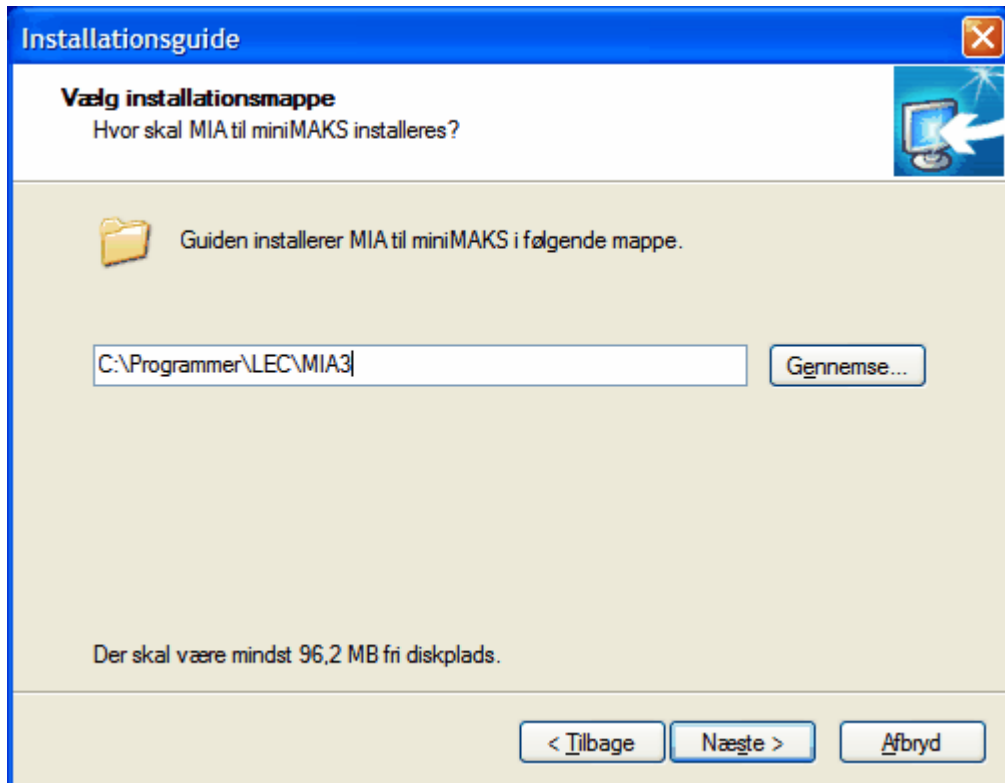 Installationsguide
Vælg installationsmappe
Hvor skal MIA til miniMAKS installeres?
Guiden installerer MIA til miniMAKS i følgende mappe.
C:\Programmer\LEC\MIA3
Gennemse...
Der skal være mindst 96,2 MB fri diskplads.
< Tilbage
Næste >
Afbryd